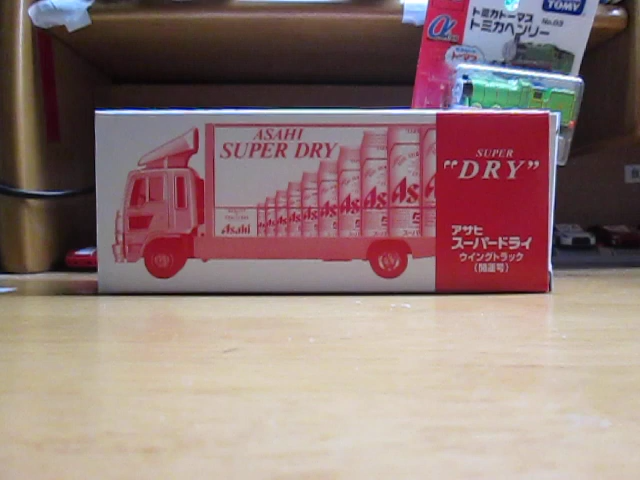 TOMY
トミカトーマス No.03
トミカヘンリー
α
ASAHI
SUPER DRY
Asahi
SUPER
"DRY"
アサヒ
スーパードライ
ウイングトラック